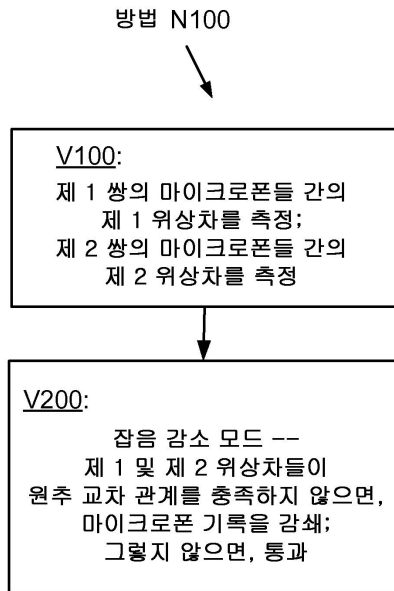 방법 N100
V100:
제 1 쌍의 마이크로폰들 간의
제 1 위상차를 측정;
제 2 쌍의 마이크로폰들 간의
제 2 위상차를 측정
V200:
잡음 감소 모드 --
제 1 및 제 2 위상차들이
원추 교차 관계를 충족하지 않으면,
마이크로폰 기록을 감쇄;
그렇지 않으면, 통과